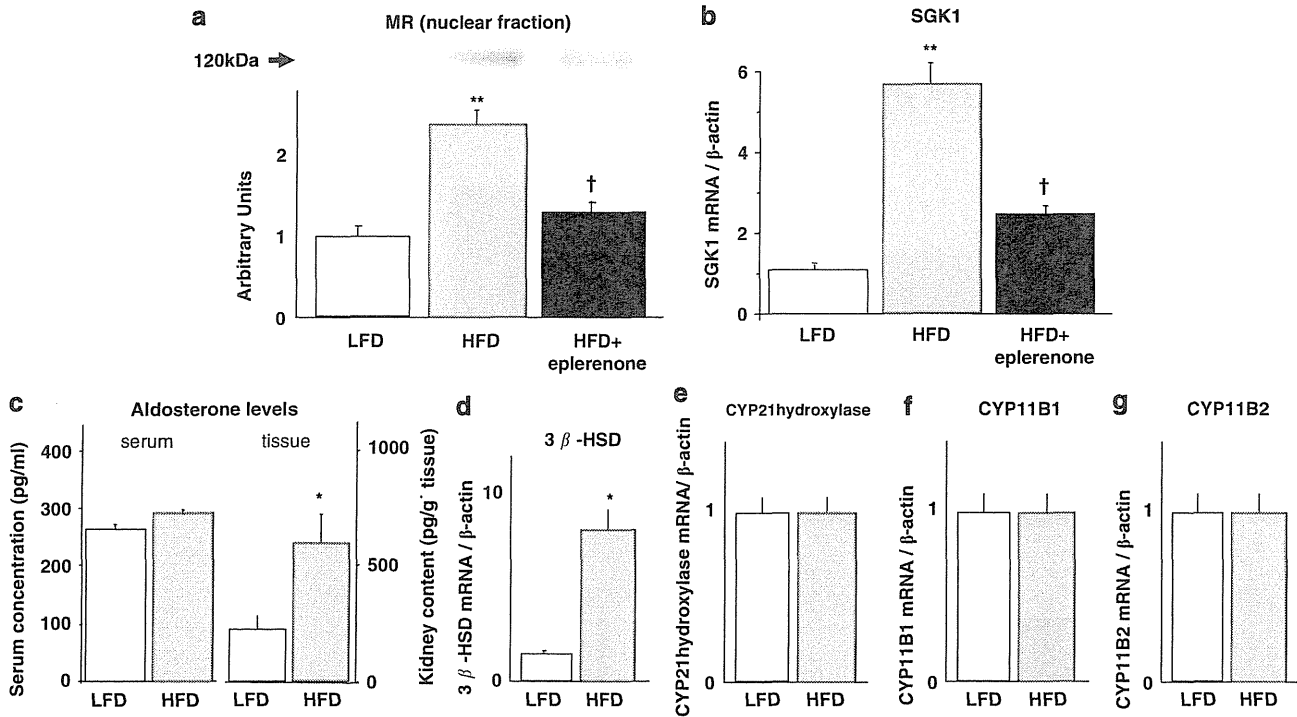 a
MR (nuclear fraction)
120kDa
Arbitrary Units
2
1
0
**
†
LFD
HFD
HFD+
eplerenone
b
SGK1
SGK1 mRNA / β-actin
6
4
2
0
**
†
LFD
HFD
HFD+
eplerenone
c
Aldosterone levels
serum
tissue
Serum concentration (pg/ml)
400
300
200
100
0
*
1000
500
0
Kidney content (pg/g tissue)
LFD
HFD
LFD
HFD
d
3 β -HSD
3 β -HSD mRNA / β-actin
10
0
*
LFD
HFD
e
CYP21hydroxylase
CYP21hydroxylase mRNA/ β-actin
1
0
LFD
HFD
f
CYP11B1
CYP11B1 mRNA / β-actin
1
0
LFD
HFD
g
CYP11B2
CYP11B2 mRNA / β-actin
1
0
LFD
HFD